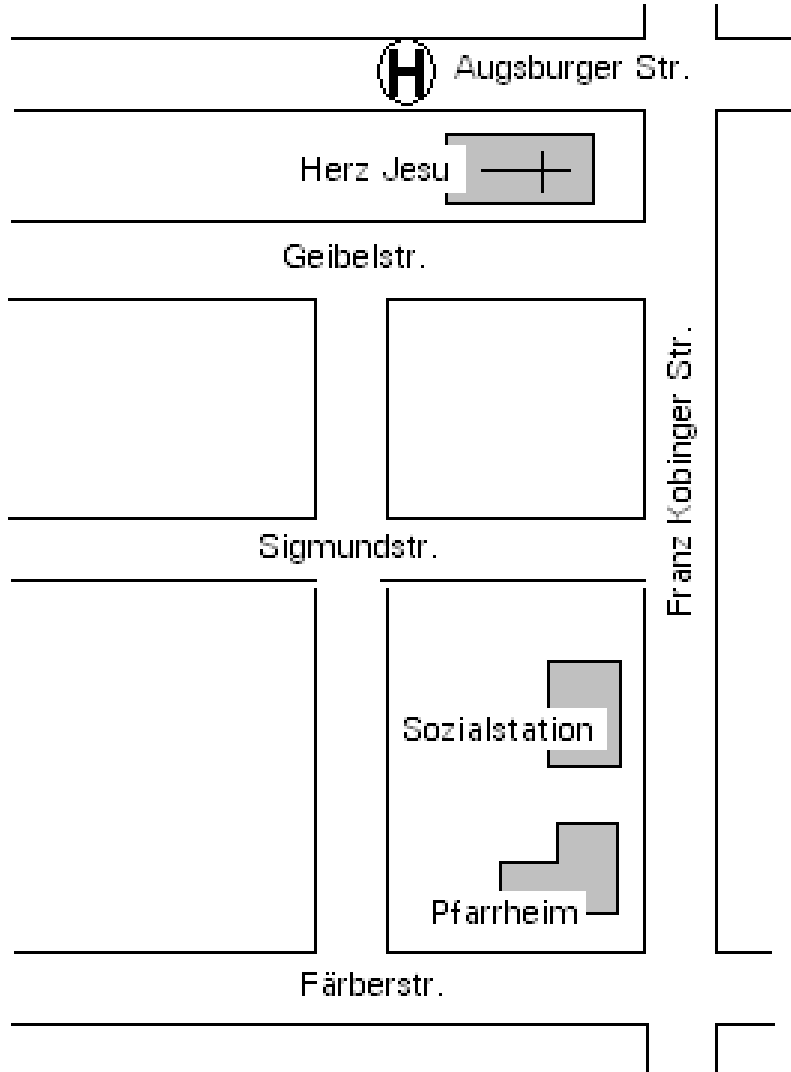 H Augsburger Str.
Herz Jesu
Geibelstr.
Franz Kobinger Str.
Sigmundstr.
Sozialstation
Pfarrheim
Färberstr.